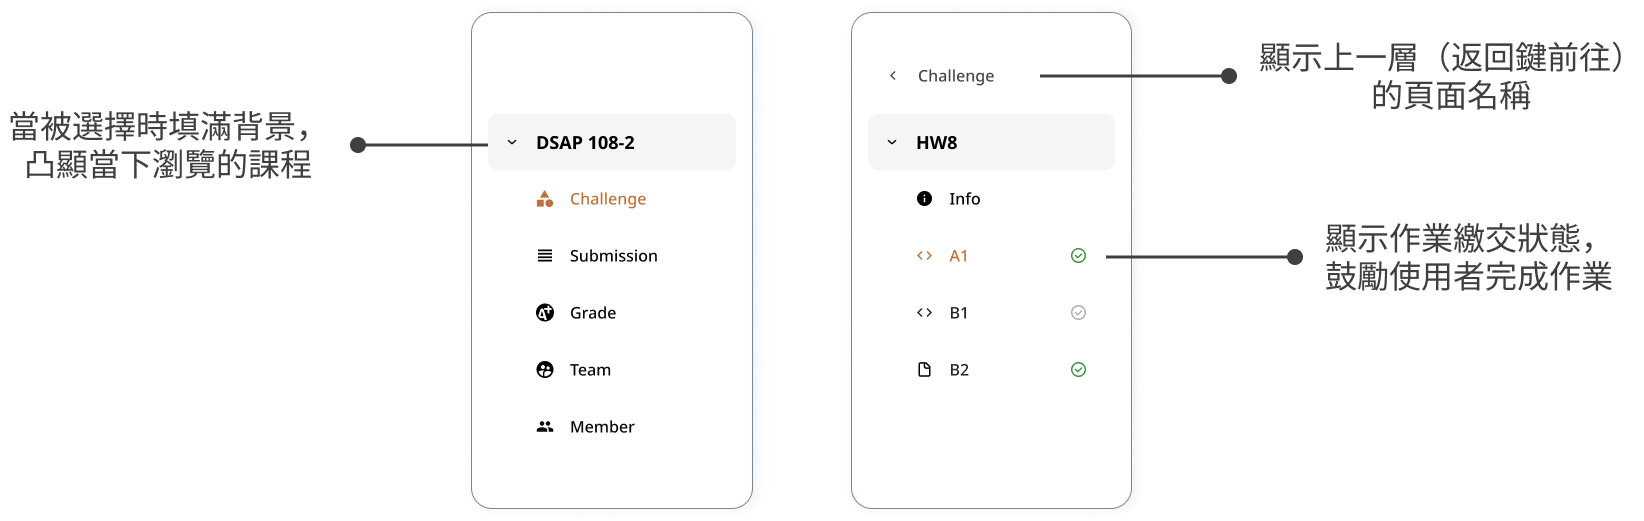 當被選擇時填滿背景，
凸顯當下瀏覽的課程
DSAP 108-2
Challenge
Submission
Grade
Team
Member
Challenge
HW8
Info
A1
B1
B2
顯示上一層（返回鍵前往）
的頁面名稱
顯示作業繳交狀態，
鼓勵使用者完成作業